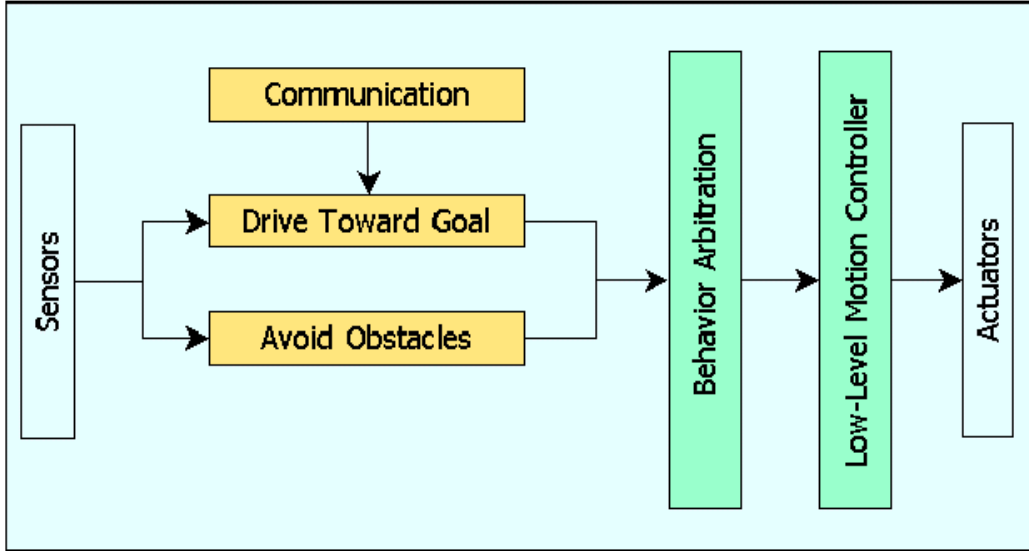 Sensors
Communication
Drive Toward Goal
Avoid Obstacles
Behavior Arbitration
Low-Level Motion Controller
Actuators